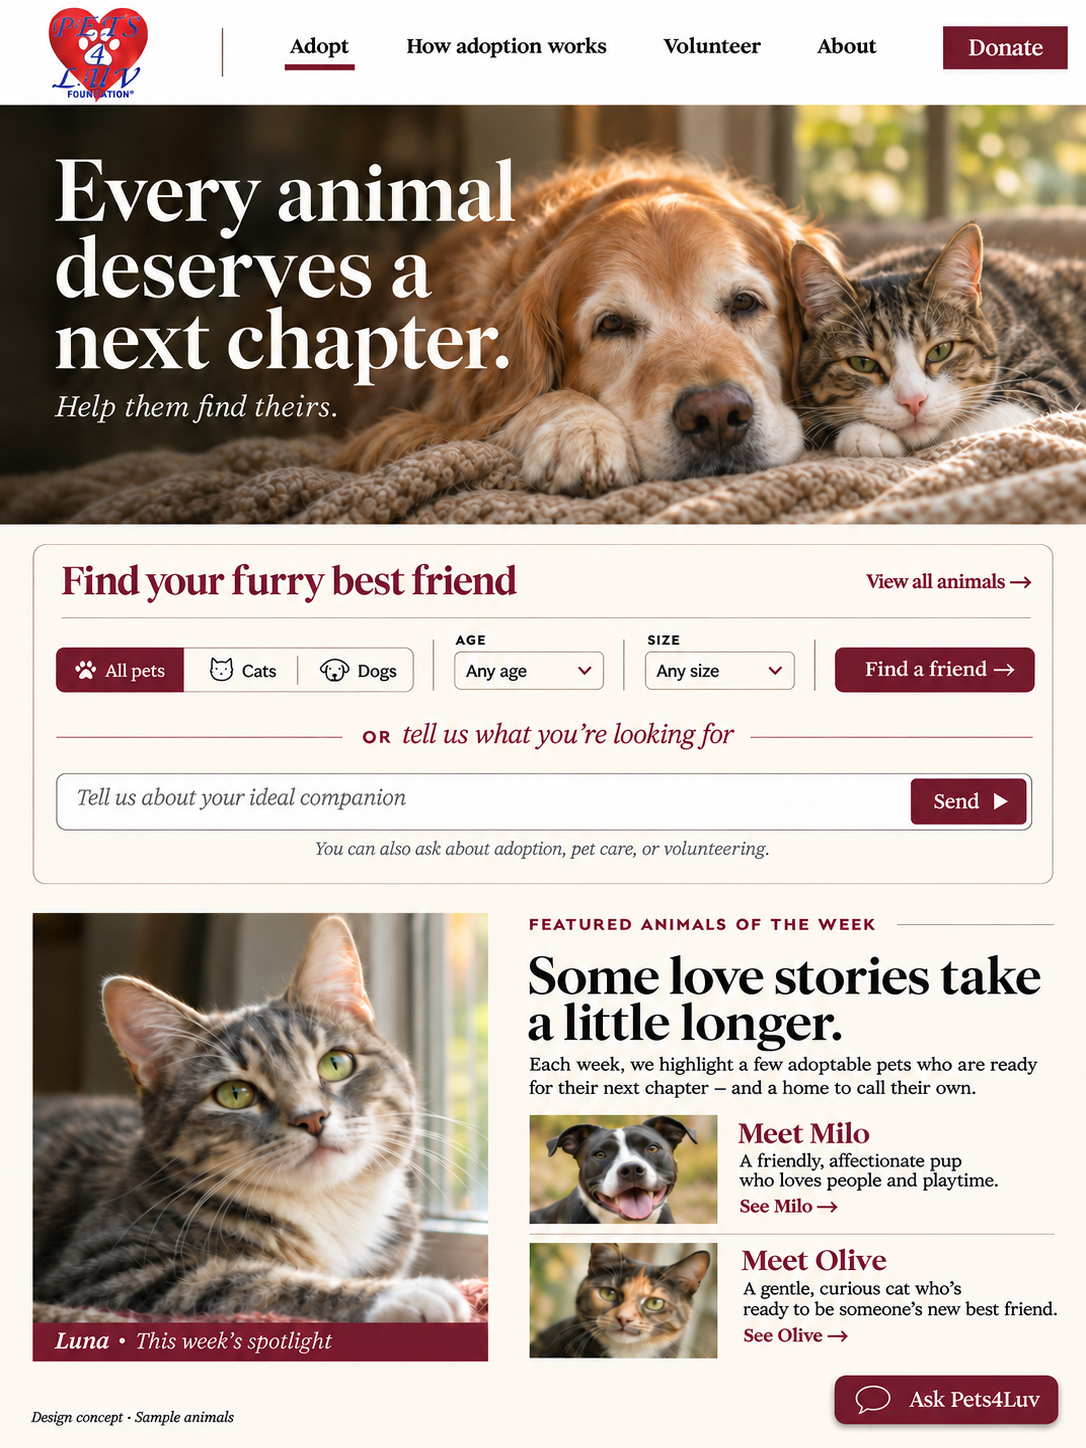 PETS
4
LUV
FOUNDATION®
Adopt
How adoption works
Volunteer
About
Donate
Every animal
deserves a
next chapter.
Help them find theirs.
Find your furry best friend
View all animals →
All pets
Cats
Dogs
AGE
Any age
SIZE
Any size
Find a friend →
OR tell us what you’re looking for
Tell us about your ideal companion
Send
You can also ask about adoption, pet care, or volunteering.
Luna • This week’s spotlight
FEATURED ANIMALS OF THE WEEK
Some love stories take
a little longer.
Each week, we highlight a few adoptable pets who are ready
for their next chapter – and a home to call their own.
Meet Milo
A friendly, affectionate pup
who loves people and playtime.
See Milo →
Meet Olive
A gentle, curious cat who’s
ready to be someone’s new best friend.
See Olive →
Design concept · Sample animals
Ask Pets4Luv